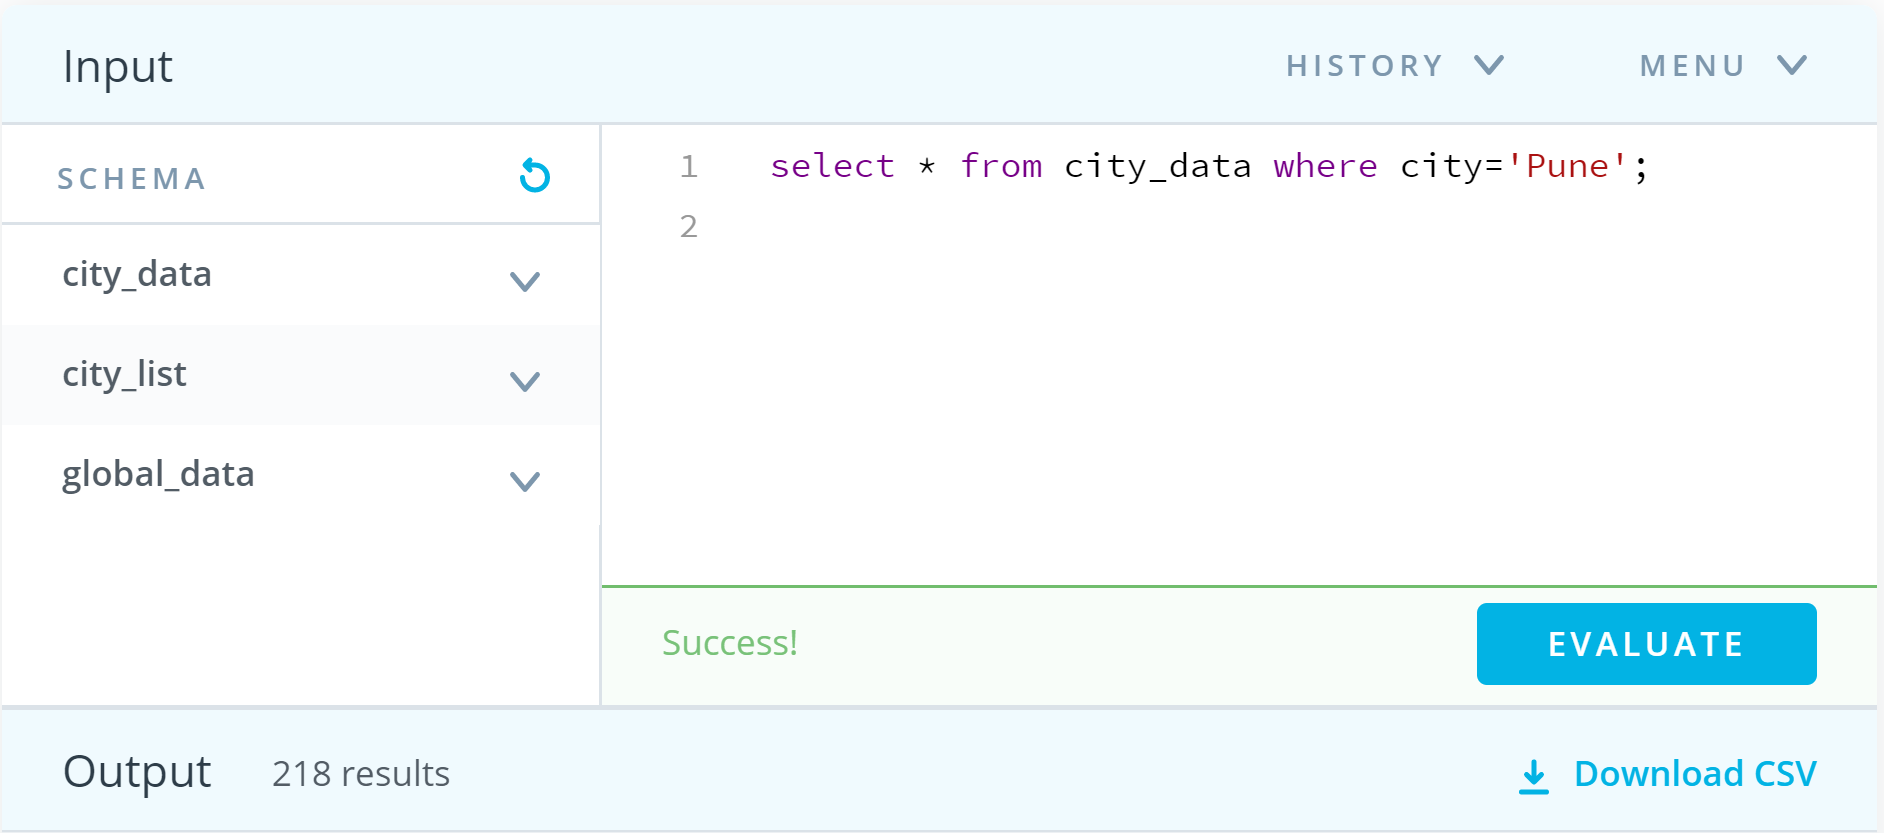 Input HISTORY MENU
SCHEMA
city_data
city_list
global_data
1 select * from city_data where city='Pune';
2
Success! EVALUATE
Output 218 results Download CSV